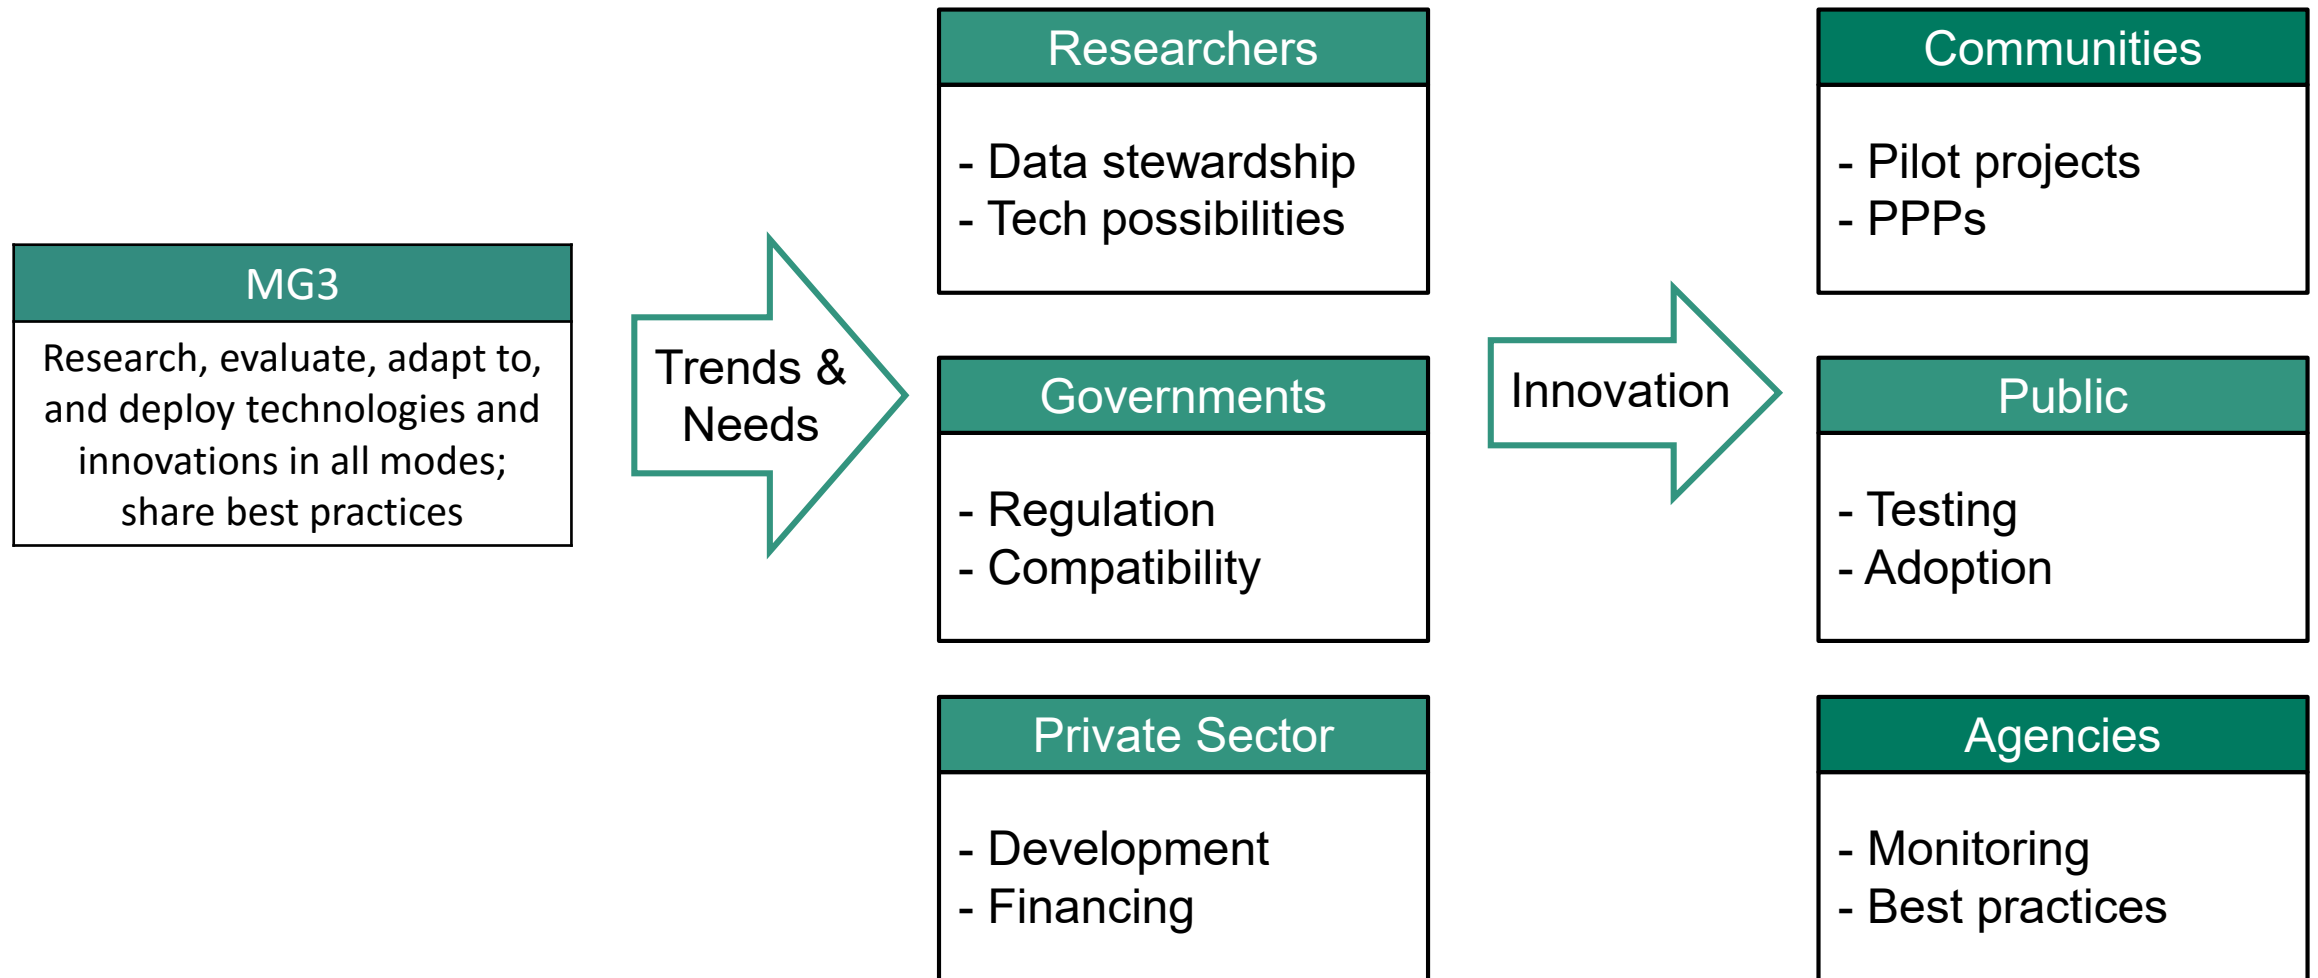 MG3
Research, evaluate, adapt to,
and deploy technologies and
innovations in all modes;
share best practices
Trends &
Needs
Researchers
- Data stewardship
- Tech possibilities
Governments
- Regulation
- Compatibility
Private Sector
- Development
- Financing
Innovation
Communities
- Pilot projects
- PPPs
Public
- Testing
- Adoption
Agencies
- Monitoring
- Best practices